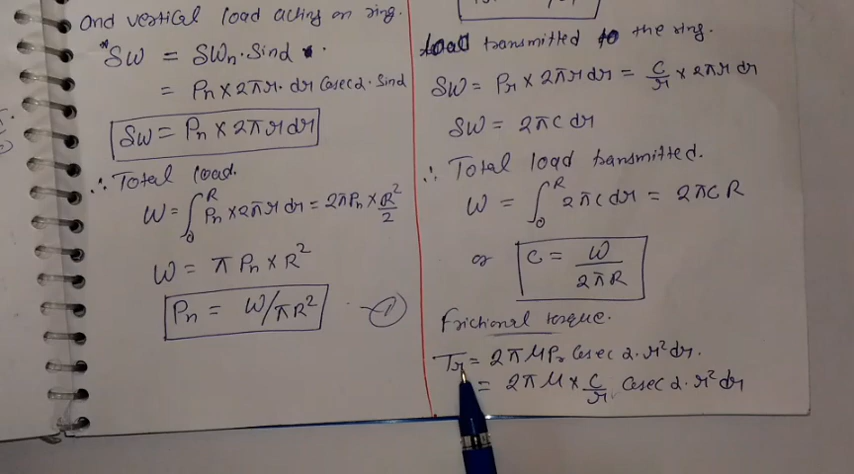 and vertical load acting on ring.
δW = δWn · Sinα
= Pn × 2πr · dr Cosecα · Sinα
δW = Pn × 2πr dr
∴ Total load.
W = ∫₀ᴿ Pn × 2πr dr = 2πPn × R²/2
W = π Pn × R²
Pn = W/πR² — ①
load transmitted to the ring.
δW = Pr × 2πr dr = C/r × 2πr dr
δW = 2πC dr
∴ Total load transmitted.
W = ∫₀ᴿ 2πC dr = 2πCR
or C = W/2πR
Frictional torque.
Tr = 2πμPr Cosec α · r² dr.
= 2πμ × C/r Cosec α · r² dr